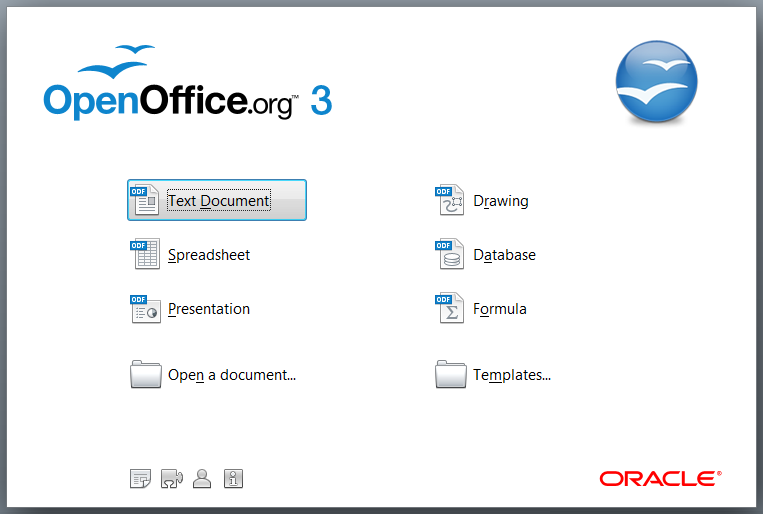 OpenOffice.org™ 3
ODF Text Document
ODF Drawing
ODF Spreadsheet
ODF Database
ODF Presentation
ODF Formula
Open a document...
Templates...
ORACLE®